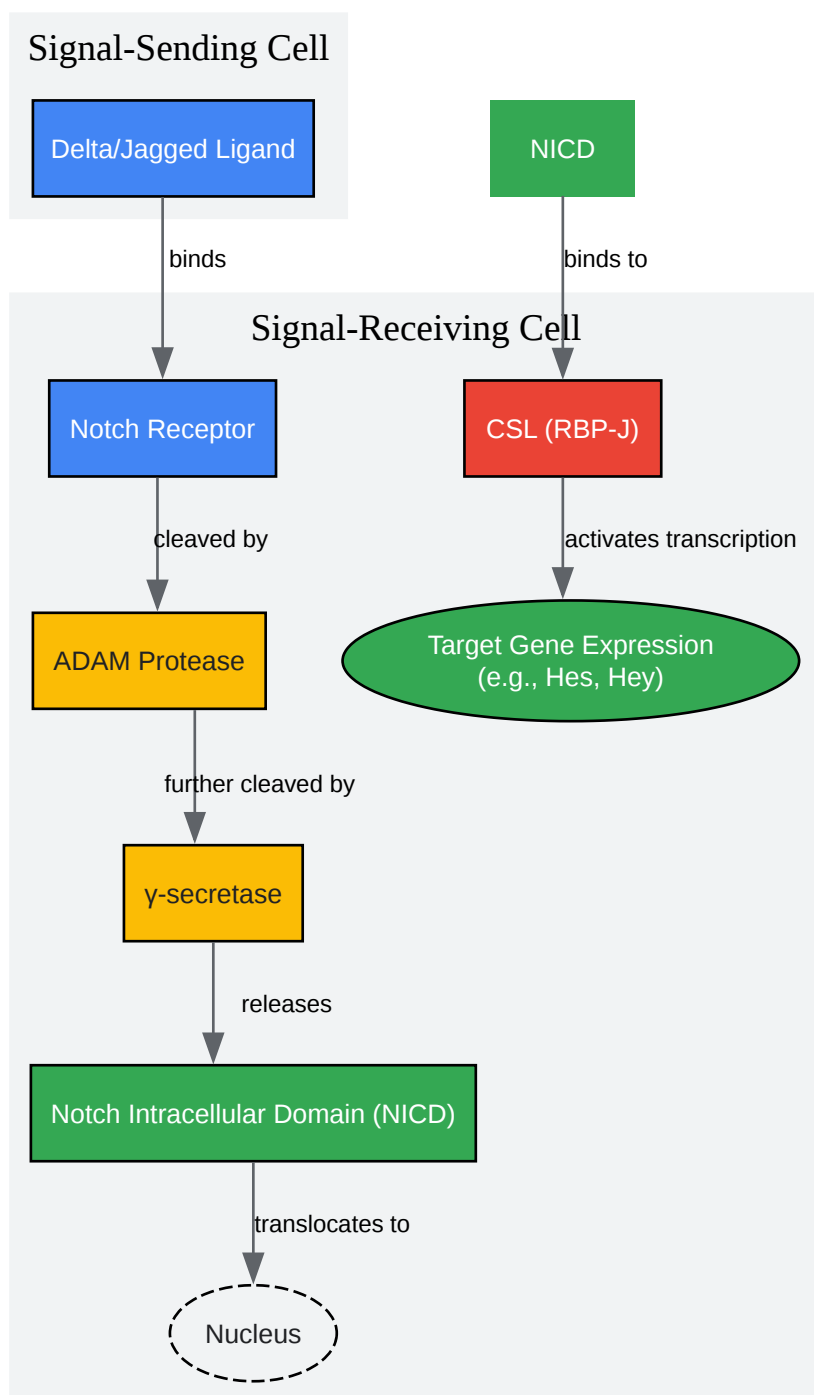 Signal-Sending Cell
Delta/Jagged Ligand
NICD
binds
binds to
Signal-Receiving Cell
Notch Receptor
CSL (RBP-J)
cleaved by
activates transcription
ADAM Protease
Target Gene Expression
(e.g., Hes, Hey)
further cleaved by
γ-secretase
releases
Notch Intracellular Domain (NICD)
translocates to
Nucleus